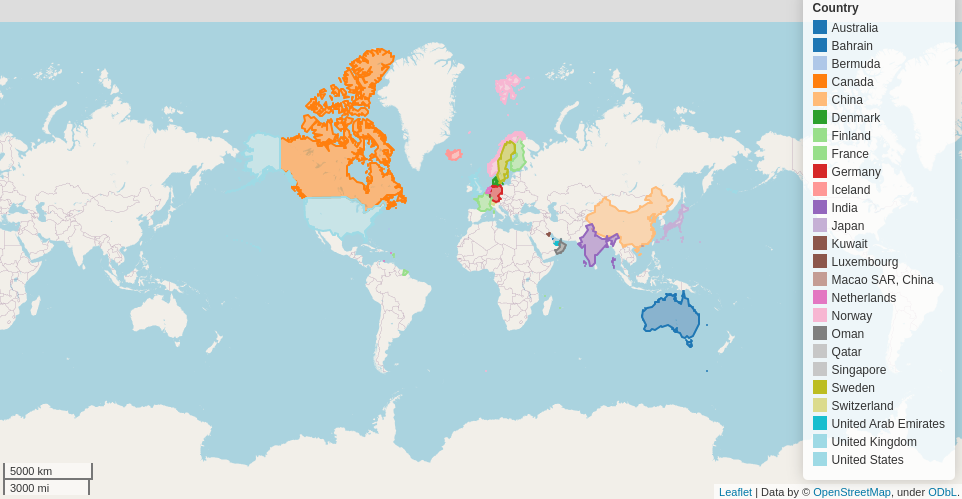 Country
Australia
Bahrain
Bermuda
Canada
China
Denmark
Finland
France
Germany
Iceland
India
Japan
Kuwait
Luxembourg
Macao SAR, China
Netherlands
Norway
Oman
Qatar
Singapore
Sweden
Switzerland
United Arab Emirates
United Kingdom
United States
5000 km
3000 mi
Leaflet | Data by © OpenStreetMap, under ODbL.